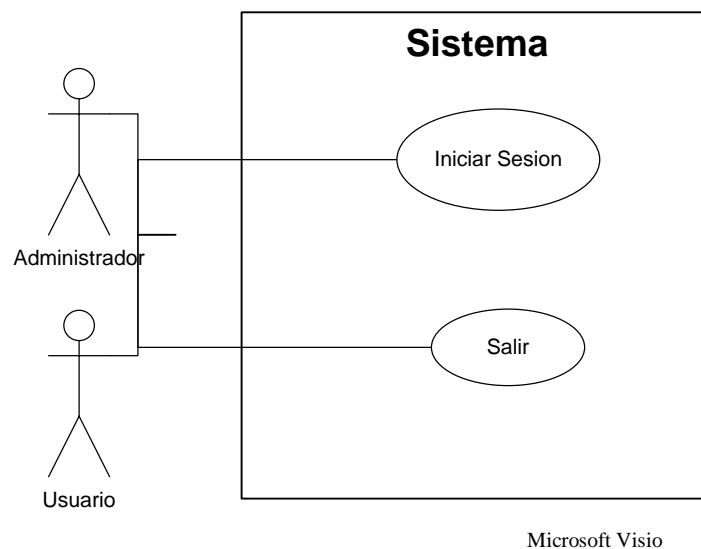 Sistema
Iniciar Sesion
Administrador
Salir
Usuario
Microsoft Visio